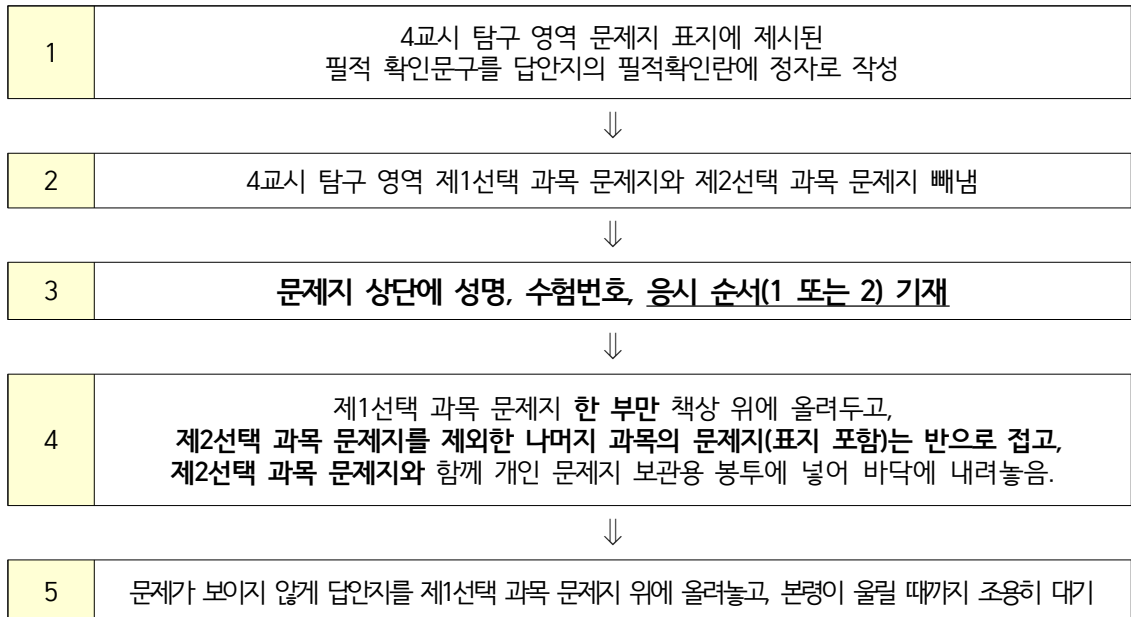 1
4교시 탐구 영역 문제지 표지에 제시된
필적 확인문구를 답안지의 필적확인란에 정자로 작성
⇓
2
4교시 탐구 영역 제1선택 과목 문제지와 제2선택 과목 문제지 빼냄
⇓
3
문제지 상단에 성명, 수험번호, 응시 순서(1 또는 2) 기재
⇓
4
제1선택 과목 문제지 한 부만 책상 위에 올려두고,
제2선택 과목 문제지를 제외한 나머지 과목의 문제지(표지 포함)는 반으로 접고,
제2선택 과목 문제지와 함께 개인 문제지 보관용 봉투에 넣어 바닥에 내려놓음.
⇓
5
문제가 보이지 않게 답안지를 제1선택 과목 문제지 위에 올려놓고, 본령이 울릴 때까지 조용히 대기